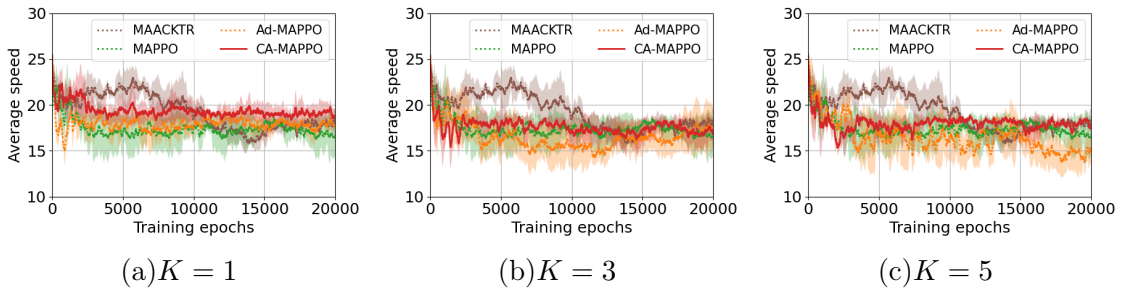 30
25
20
15
10
Average speed
MAACKTR
MAPPO
Ad-MAPPO
CA-MAPPO
0 5000 10000 15000 20000
Training epochs
(a)K = 1
30
25
20
15
10
Average speed
MAACKTR
MAPPO
Ad-MAPPO
CA-MAPPO
0 5000 10000 15000 20000
Training epochs
(b)K = 3
30
25
20
15
10
Average speed
MAACKTR
MAPPO
Ad-MAPPO
CA-MAPPO
0 5000 10000 15000 20000
Training epochs
(c)K = 5